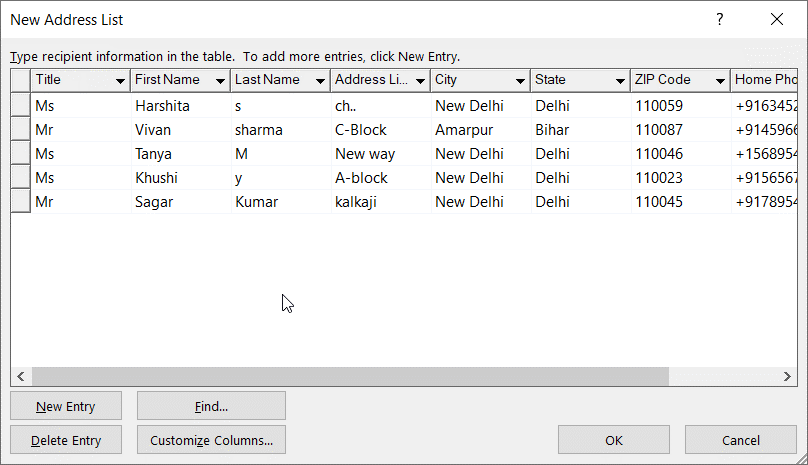 New Address List ?
Type recipient information in the table. To add more entries, click New Entry.
Title First Name Last Name Address Li... City State ZIP Code Home Pho
Ms Harshita s ch.. New Delhi Delhi 110059 +9163452
Mr Vivan sharma C-Block Amarpur Bihar 110087 +9145966
Ms Tanya M New way New Delhi Delhi 110046 +1568954
Ms Khushi y A-block New Delhi Delhi 110023 +9156567
Mr Sagar Kumar kalkaji New Delhi Delhi 110045 +9178954
New Entry Find...
Delete Entry Customize Columns... OK Cancel